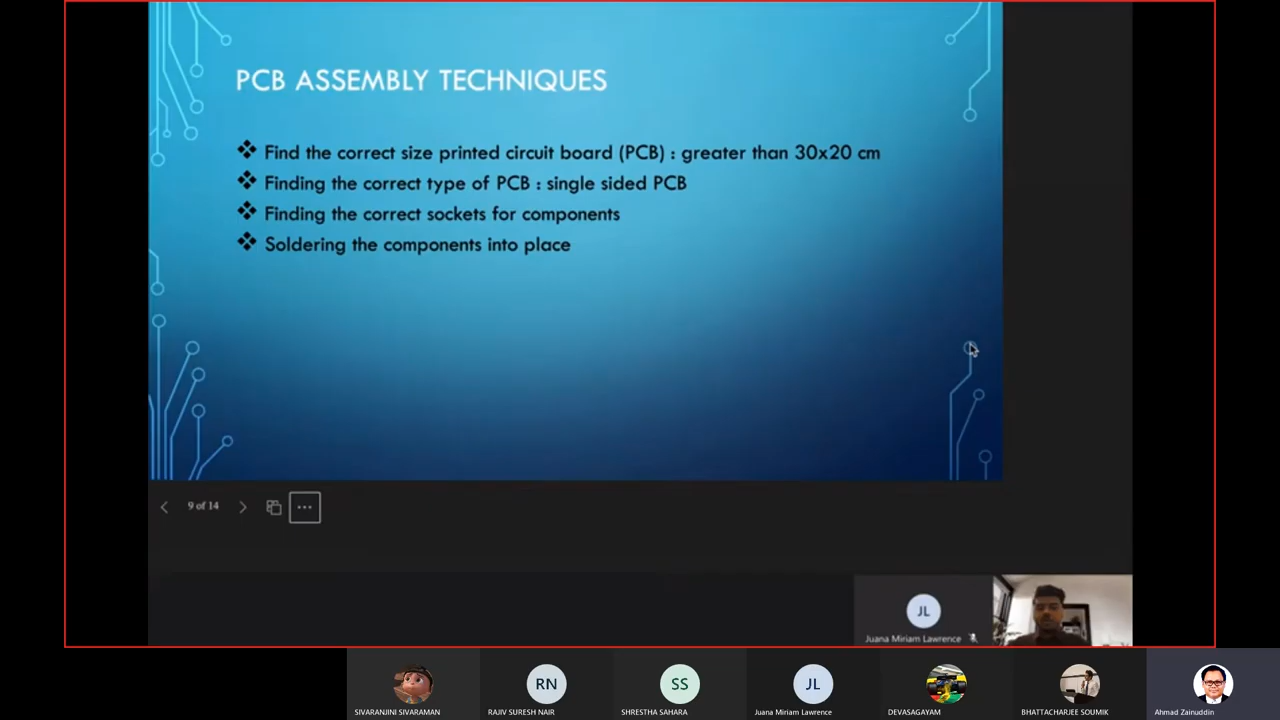 PCB ASSEMBLY TECHNIQUES
Find the correct size printed circuit board (PCB) : greater than 30x20 cm
Finding the correct type of PCB : single sided PCB
Finding the correct sockets for components
Soldering the components into place
9 of 14
JL
Juana Miriam Lawrence
RN
SS
JL
SIVARANJINI SIVARAMAN
RAJIV SURESH NAIR
SHRESTHA SAHARA
Juana Miriam Lawrence
DEVASAGAYAM
BHATTACHARJEE SOUMIK
Ahmad Zainuddin